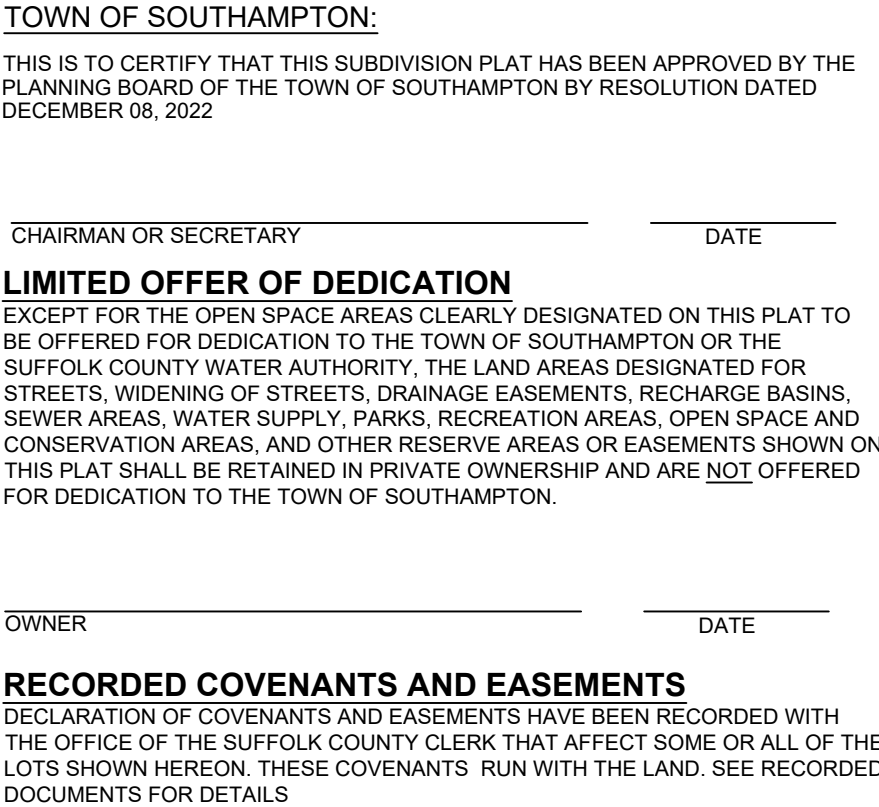 TOWN OF SOUTHAMPTON:
THIS IS TO CERTIFY THAT THIS SUBDIVISION PLAT HAS BEEN APPROVED BY THE
PLANNING BOARD OF THE TOWN OF SOUTHAMPTON BY RESOLUTION DATED
DECEMBER 08, 2022
CHAIRMAN OR SECRETARY DATE
LIMITED OFFER OF DEDICATION
EXCEPT FOR THE OPEN SPACE AREAS CLEARLY DESIGNATED ON THIS PLAT TO
BE OFFERED FOR DEDICATION TO THE TOWN OF SOUTHAMPTON OR THE
SUFFOLK COUNTY WATER AUTHORITY, THE LAND AREAS DESIGNATED FOR
STREETS, WIDENING OF STREETS, DRAINAGE EASEMENTS, RECHARGE BASINS,
SEWER AREAS, WATER SUPPLY, PARKS, RECREATION AREAS, OPEN SPACE AND
CONSERVATION AREAS, AND OTHER RESERVE AREAS OR EASEMENTS SHOWN ON
THIS PLAT SHALL BE RETAINED IN PRIVATE OWNERSHIP AND ARE NOT OFFERED
FOR DEDICATION TO THE TOWN OF SOUTHAMPTON.
OWNER DATE
RECORDED COVENANTS AND EASEMENTS
DECLARATION OF COVENANTS AND EASEMENTS HAVE BEEN RECORDED WITH
THE OFFICE OF THE SUFFOLK COUNTY CLERK THAT AFFECT SOME OR ALL OF THE
LOTS SHOWN HEREON. THESE COVENANTS RUN WITH THE LAND. SEE RECORDED
DOCUMENTS FOR DETAILS